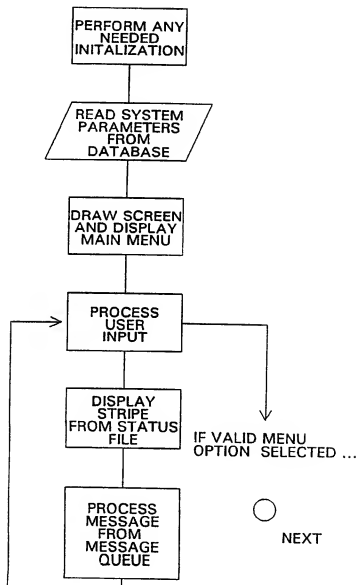 PERFORM ANY
NEEDED
INITALIZATION
READ SYSTEM
PARAMETERS
FROM
DATABASE
DRAW SCREEN
AND DISPLAY
MAIN MENU
PROCESS
USER
INPUT
DISPLAY
STRIPE
FROM STATUS
FILE
IF VALID MENU
OPTION SELECTED ...
PROCESS
MESSAGE
FROM
MESSAGE
QUEUE
NEXT